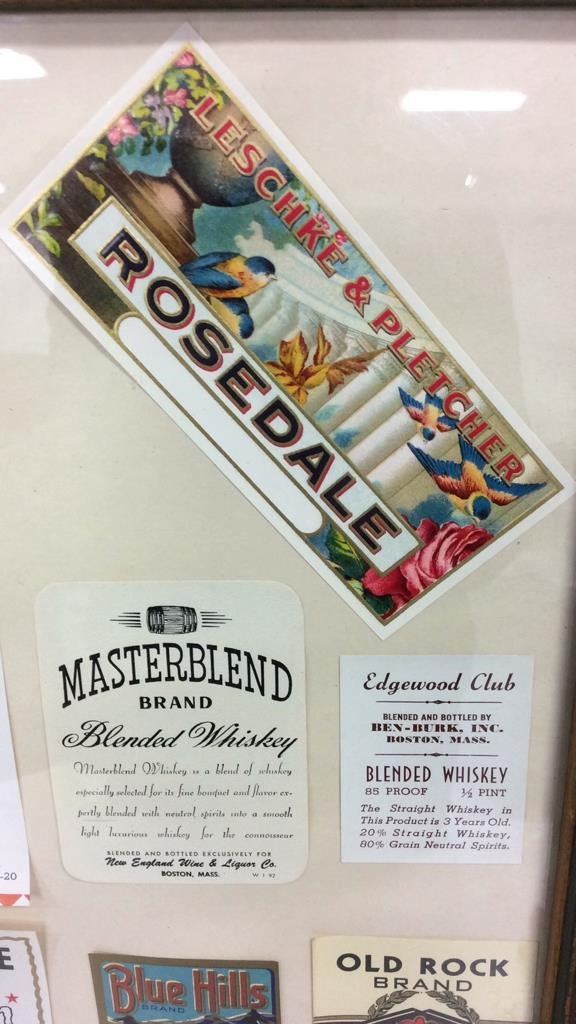 LESCHKE & PLETCHER
ROSEDALE
MASTERBLEND
BRAND
Blended Whiskey
Masterblend Whiskey is a blend of whiskey
especially selected for its fine bouquet and flavor ex-
pertly blended with neutral spirits into a smooth
light luxurious whiskey for the connoisseur
BLENDED AND BOTTLED EXCLUSIVELY FOR
New England Wine & Liquor Co.
BOSTON, MASS.
Edgewood Club
BLENDED AND BOTTLED BY
BEN-BURK, INC.
BOSTON, MASS.
BLENDED WHISKEY
85 PROOF 1/2 PINT
The Straight Whiskey in
This Product is 3 Years Old.
20% Straight Whiskey,
80% Grain Neutral Spirits.
-20
E
Blue Hills
BRAND
OLD ROCK
BRAND